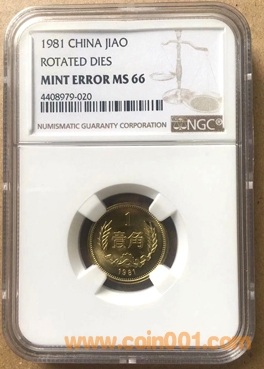 1981 CHINA JIAO
ROTATED DIES
MINT ERROR MS 66
4408979-020
NUMISMATIC GUARANTY CORPORATION
NGC
1
壹角
1981
www.coin001.com